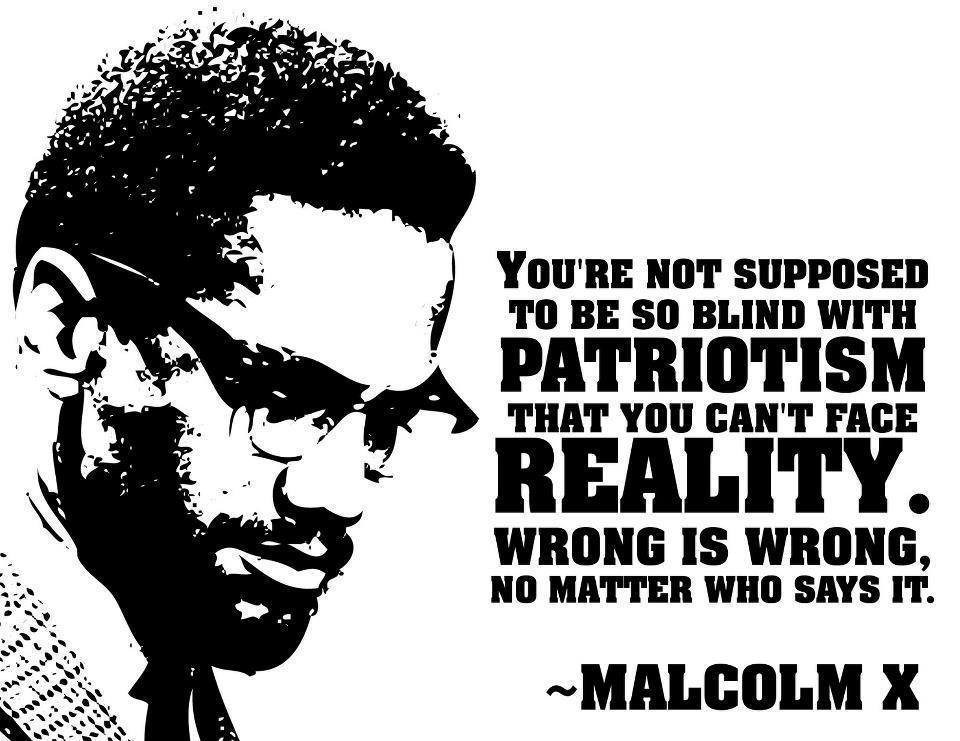 YOU'RE NOT SUPPOSED
TO BE SO BLIND WITH
PATRIOTISM
THAT YOU CAN'T FACE
REALITY.
WRONG IS WRONG,
NO MATTER WHO SAYS IT.
~MALCOLM X